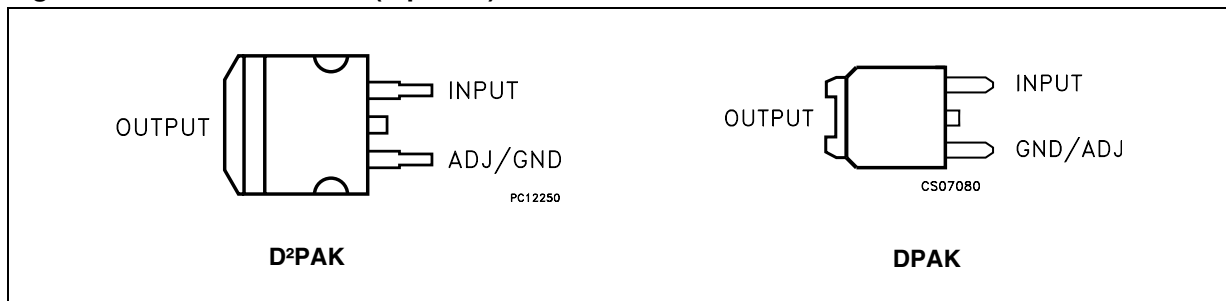 OUTPUT
INPUT
ADJ/GND
PC12250
D²PAK
OUTPUT
INPUT
GND/ADJ
CS07080
DPAK